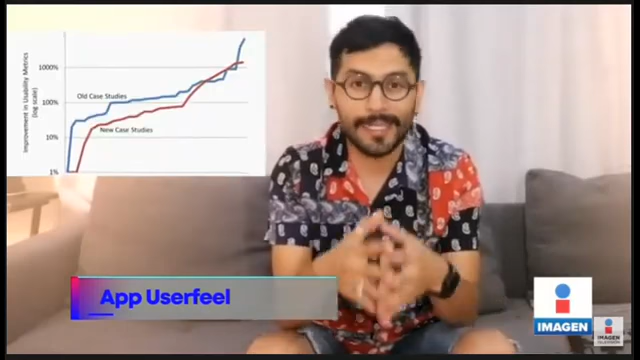 Improvement in Usability Metrics
(log scale)
1000%
100%
10%
1%
Old Case Studies
New Case Studies
App Userfeel
i
IMAGEN
i
IMAGEN